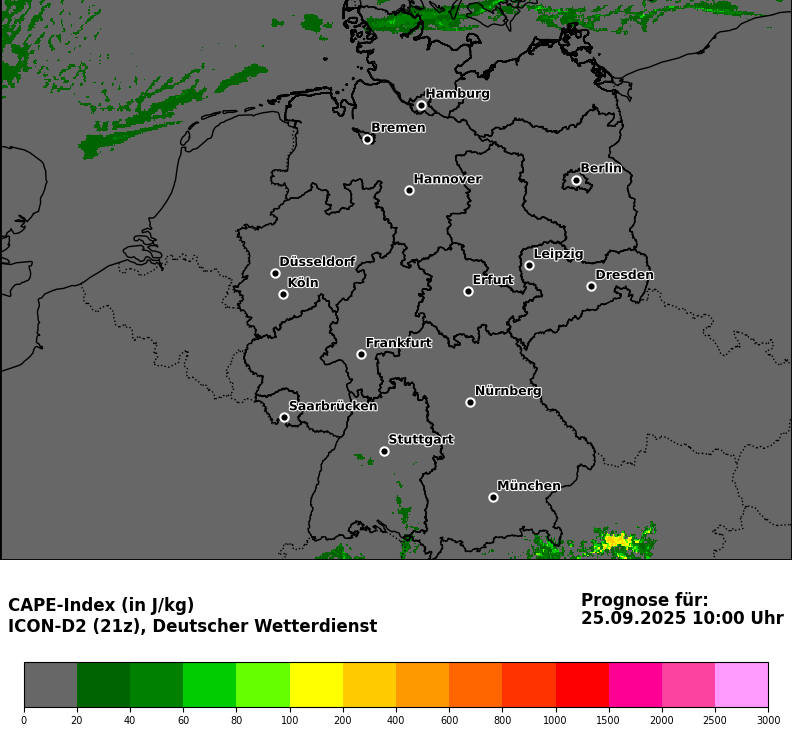 Hamburg
Bremen
Berlin
Hannover
Leipzig
Düsseldorf
Dresden
Köln
Erfurt
Frankfurt
Nürnberg
Saarbrücken
Stuttgart
München
CAPE-Index (in J/kg)
ICON-D2 (21z), Deutscher Wetterdienst
Prognose für:
25.09.2025 10:00 Uhr
0 20 40 60 80 100 200 400 600 800 1000 1500 2000 2500 3000